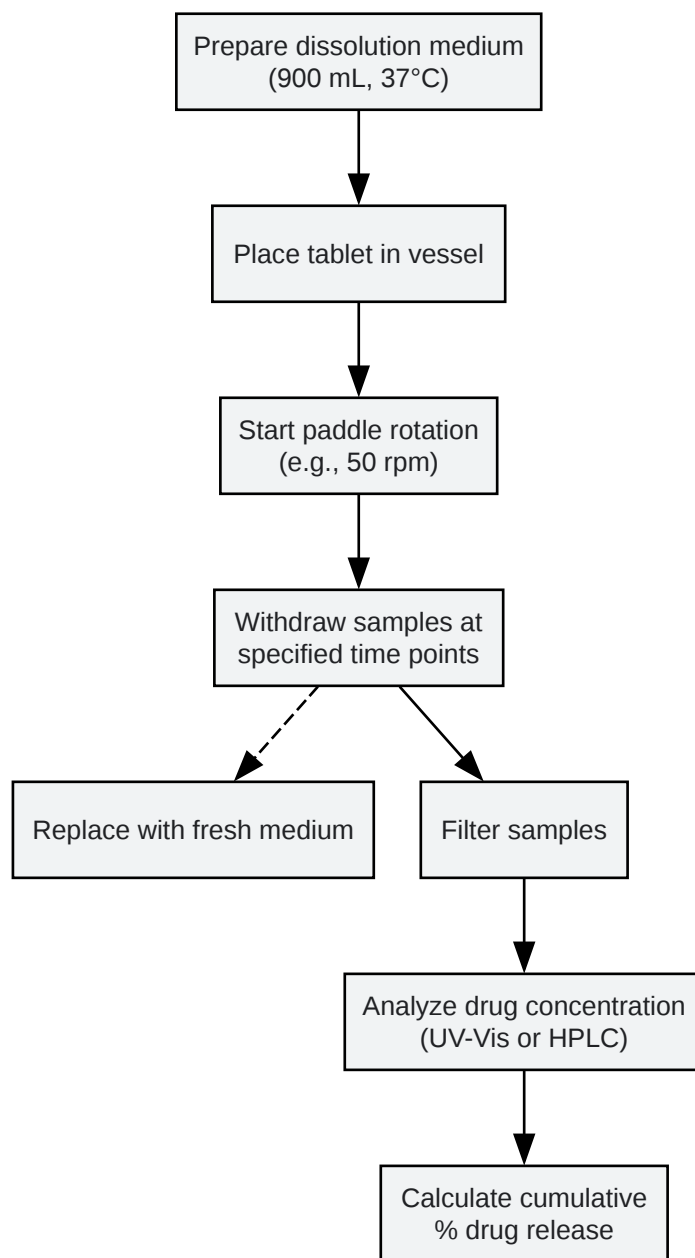 Prepare dissolution medium
(900 mL, 37°C)
Place tablet in vessel
Start paddle rotation
(e.g., 50 rpm)
Withdraw samples at
specified time points
Replace with fresh medium
Filter samples
Analyze drug concentration
(UV-Vis or HPLC)
Calculate cumulative
% drug release